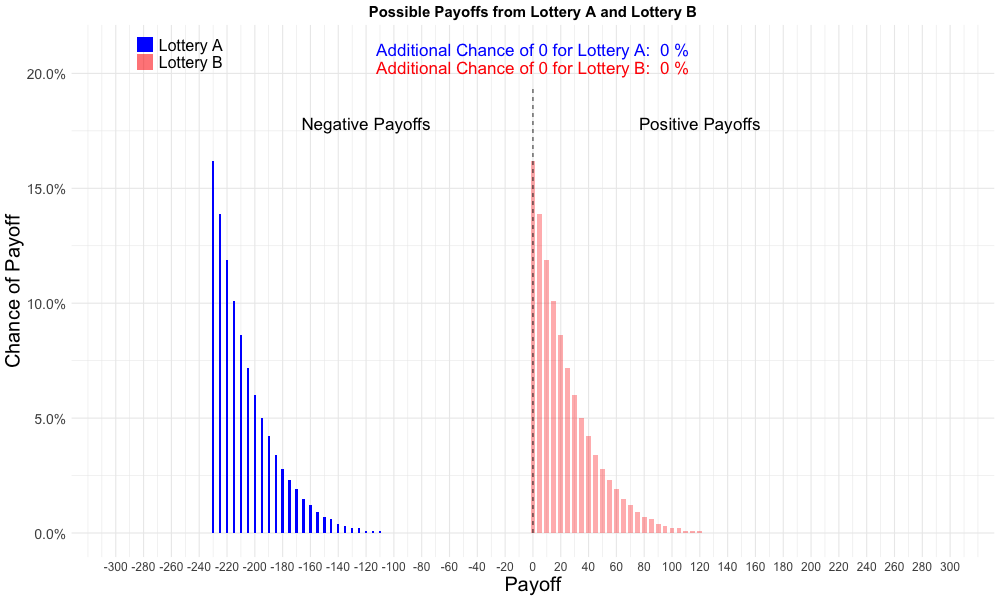 Possible Payoffs from Lottery A and Lottery B
Lottery A
Lottery B
Additional Chance of 0 for Lottery A:  0 %
Additional Chance of 0 for Lottery B:  0 %
Negative Payoffs
Positive Payoffs
Chance of Payoff
20.0%
15.0%
10.0%
5.0%
0.0%
-300 -280 -260 -240 -220 -200 -180 -160 -140 -120 -100 -80 -60 -40 -20 0 20 40 60 80 100 120 140 160 180 200 220 240 260 280 300
Payoff